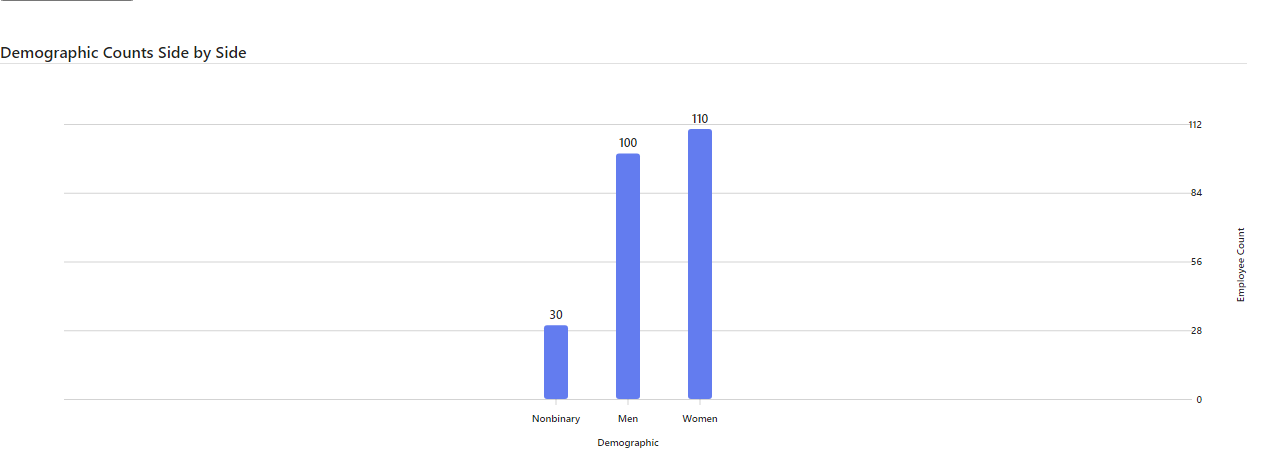 Demographic Counts Side by Side
110
112
100
84
56
Employee Count
30
28
0
Nonbinary Men Women
Demographic